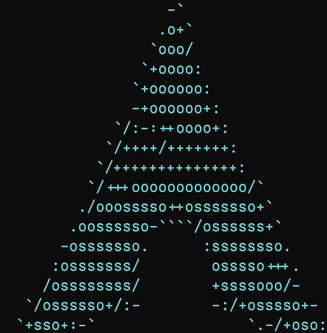 -`
.o+`
`ooo/
`+oooo:
`+oooooo:
-+oooooo+:
`/:-:++oooo+:
`/++++/+++++++:
`/++++++++++++++:
`/+++ooooooooooooo/`
./ooosssso++osssssso+`
.oossssso-````/ossssss+`
-osssssso.      :ssssssso.
:osssssss/        osssso+++.
/ossssssss/        +ssssooo/-
`/ossssso+/:-        -:/+osssso+-
`+sso+:-`                 `.-/+oso: